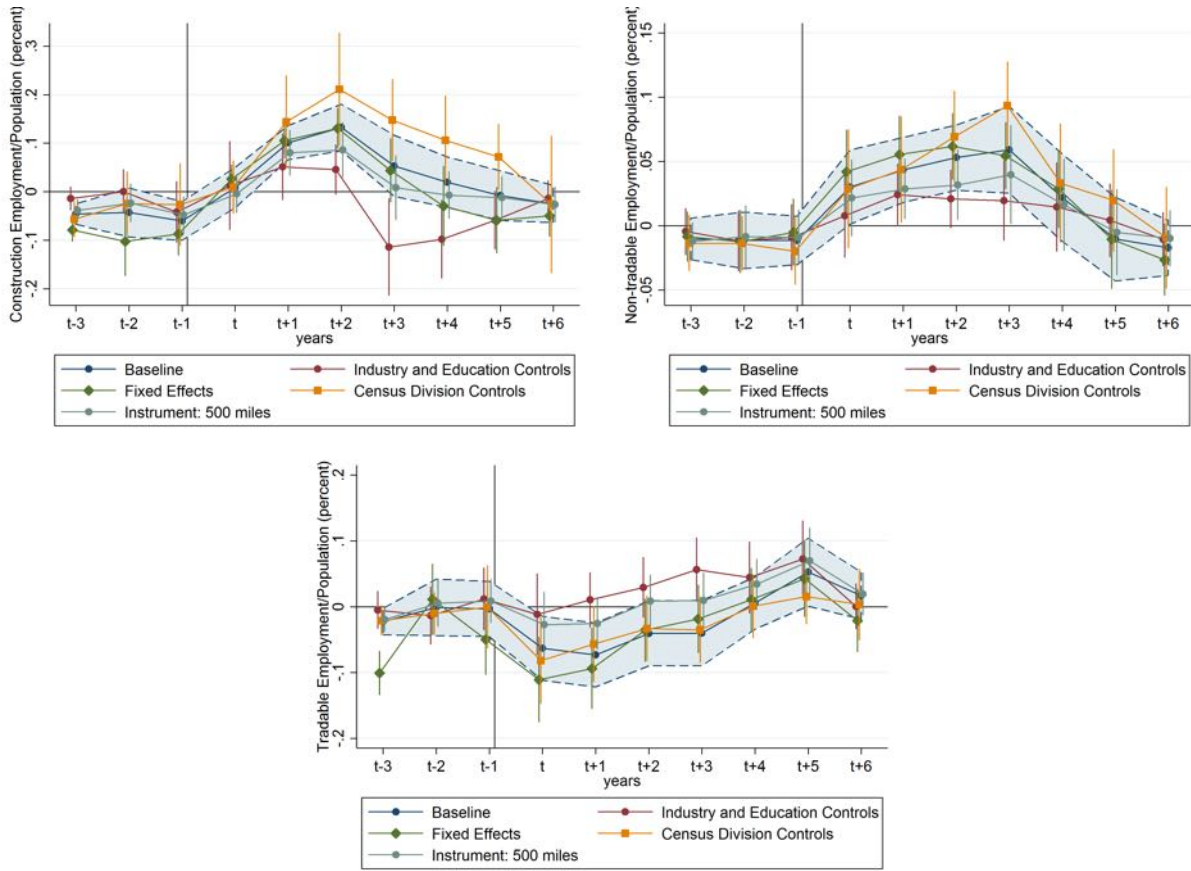 Construction Employment/Population (percent)
.3
.2
.1
0
-.1
-.2
t-3 t-2 t-1 t t+1 t+2 t+3 t+4 t+5 t+6
years
Baseline Industry and Education Controls
Fixed Effects Census Division Controls
Instrument: 500 miles
Non-tradable Employment/Population (percent)
.15
.1
.05
0
-.05
t-3 t-2 t-1 t t+1 t+2 t+3 t+4 t+5 t+6
years
Baseline Industry and Education Controls
Fixed Effects Census Division Controls
Instrument: 500 miles
Tradable Employment/Population (percent)
.2
.1
0
-.1
-.2
t-3 t-2 t-1 t t+1 t+2 t+3 t+4 t+5 t+6
years
Baseline Industry and Education Controls
Fixed Effects Census Division Controls
Instrument: 500 miles